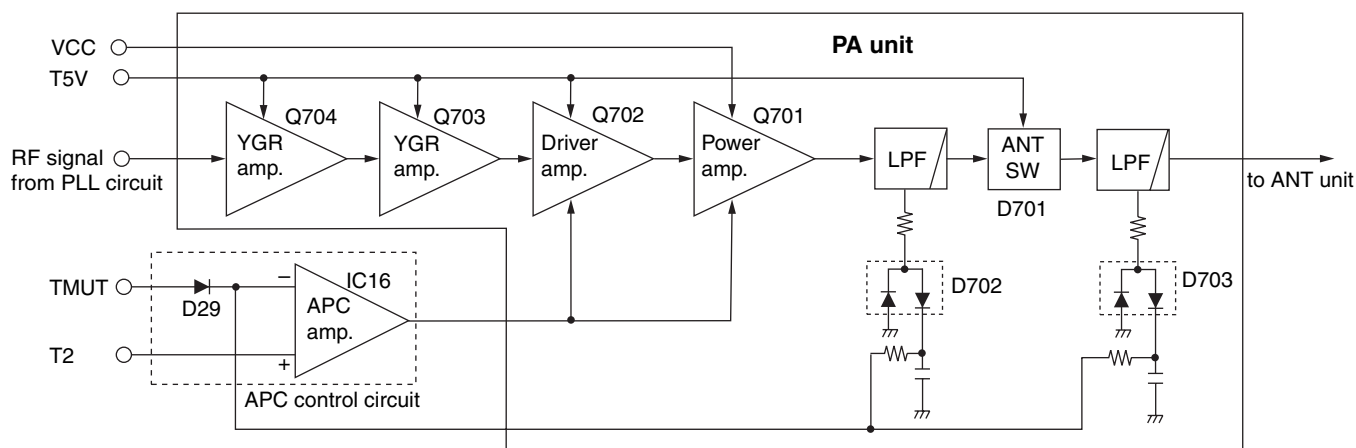 VCC
PA unit
T5V
Q704
Q703
Q702
Q701
YGR
amp.
YGR
amp.
Driver
amp.
Power
amp.
LPF
ANT
SW
LPF
RF signal
from PLL circuit
to ANT unit
D701
TMUT
D29
–
IC16
APC
amp.
D702
D703
T2
+
APC control circuit